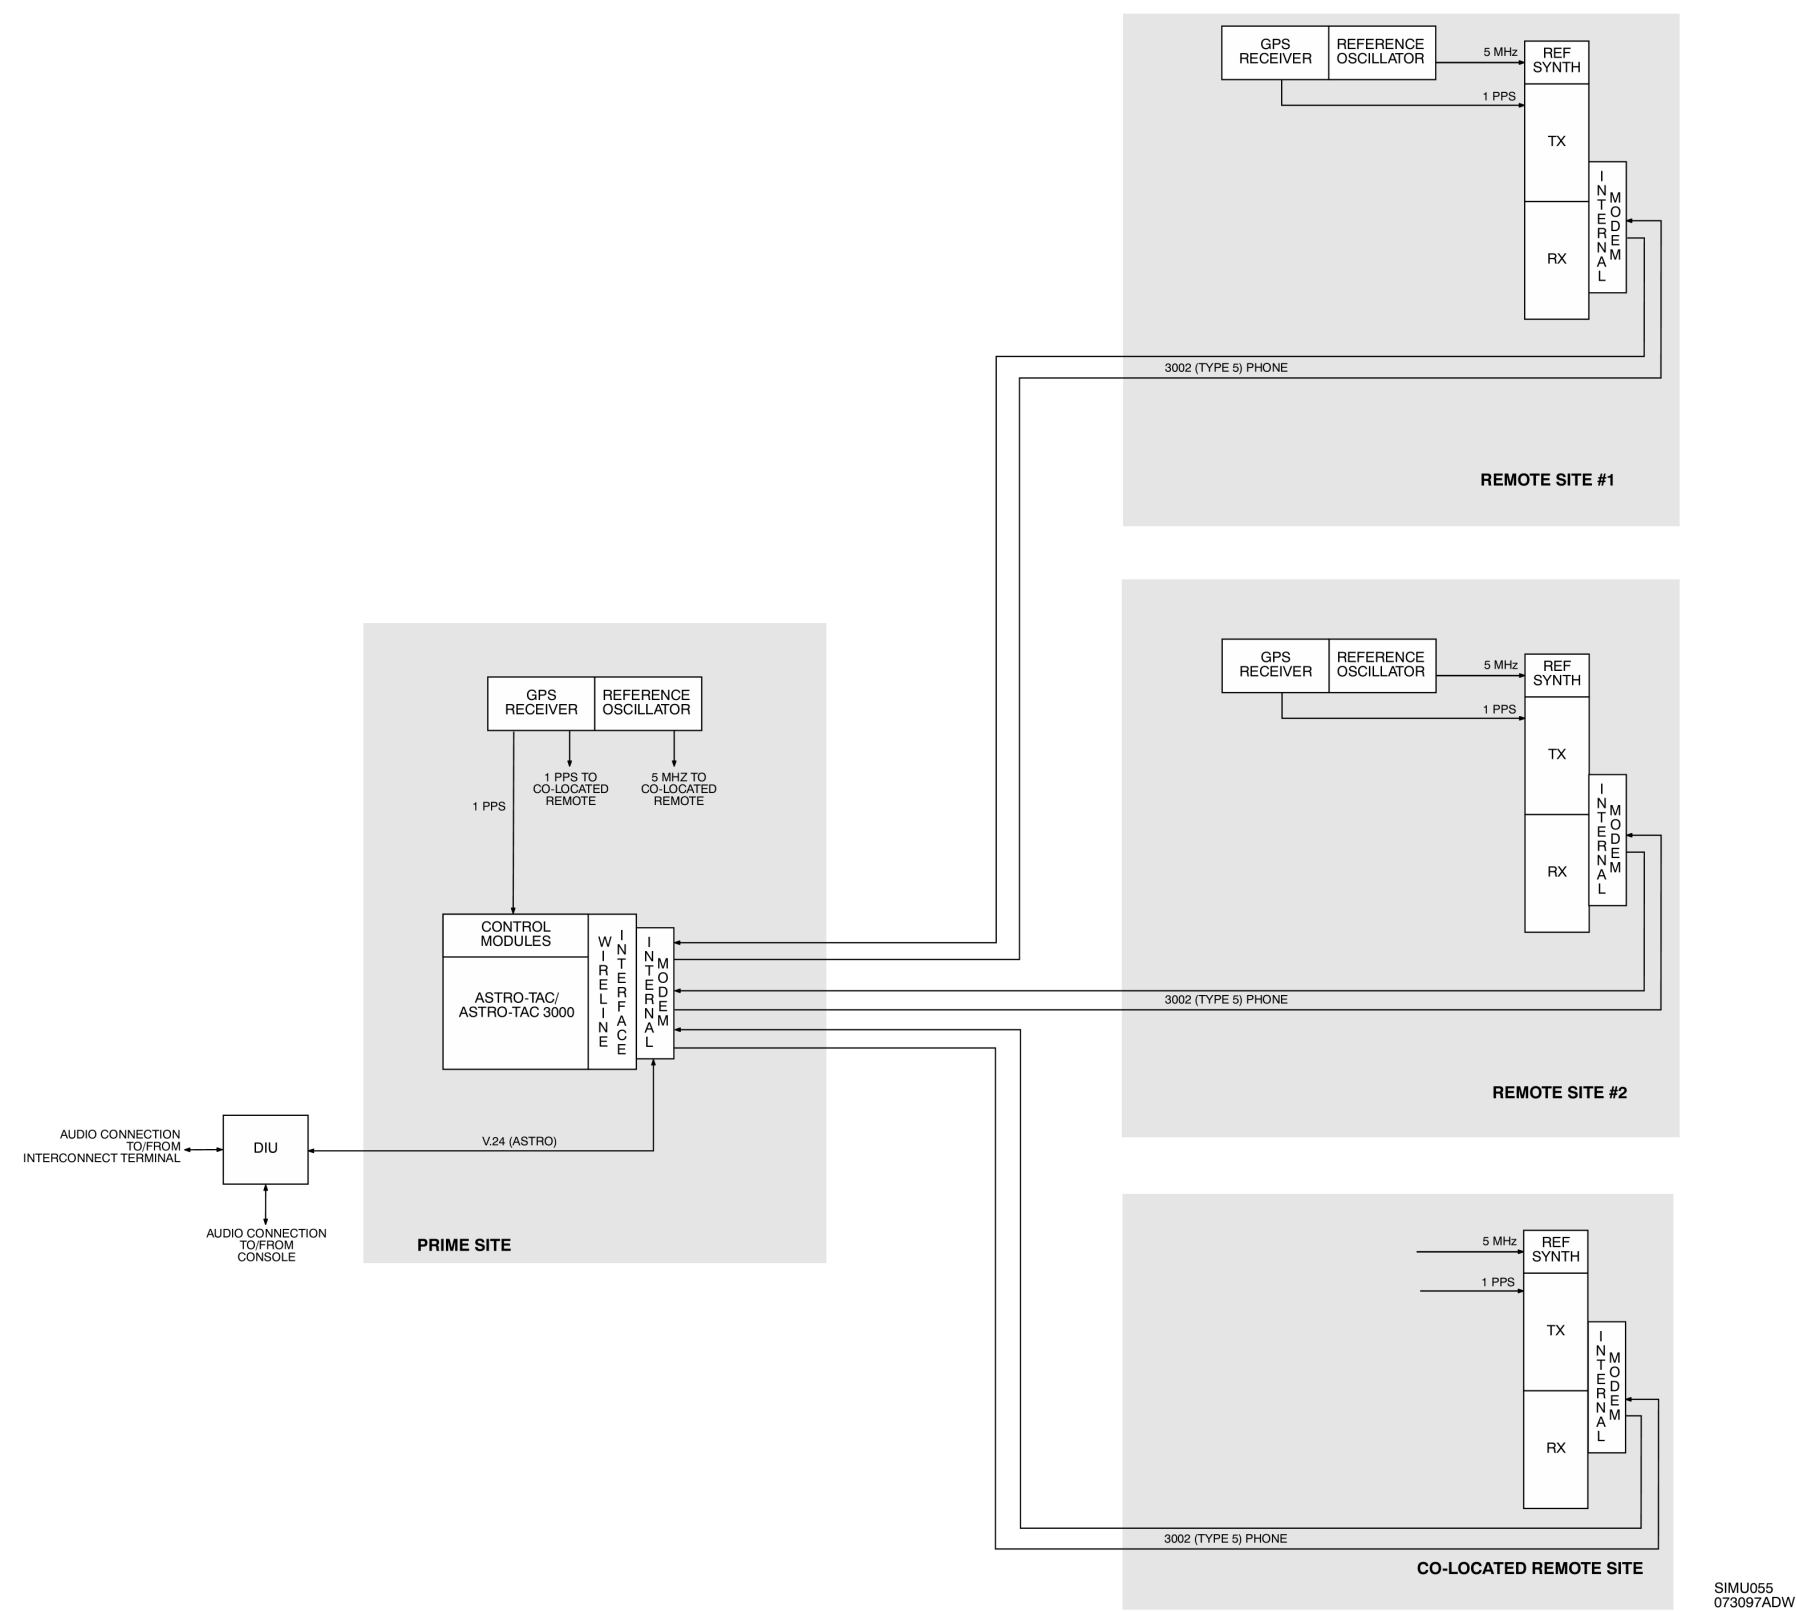 GPS
RECEIVER
REFERENCE
OSCILLATOR
5 MHz
REF
SYNTH
1 PPS
TX
INTERNAL
MODEM
RX
3002 (TYPE 5) PHONE
REMOTE SITE #1
GPS
RECEIVER
REFERENCE
OSCILLATOR
5 MHz
REF
SYNTH
1 PPS
TX
INTERNAL
MODEM
RX
3002 (TYPE 5) PHONE
REMOTE SITE #2
GPS
RECEIVER
REFERENCE
OSCILLATOR
1 PPS TO
CO-LOCATED
REMOTE
5 MHZ TO
CO-LOCATED
REMOTE
1 PPS
CONTROL
MODULES
ASTRO-TAC/
ASTRO-TAC 3000
WIRELINE
INTERFACE
INTERNAL
MODEM
V.24 (ASTRO)
DIU
AUDIO CONNECTION
TO/FROM
INTERCONNECT TERMINAL
AUDIO CONNECTION
TO/FROM
CONSOLE
PRIME SITE
5 MHz
REF
SYNTH
1 PPS
TX
INTERNAL
MODEM
RX
3002 (TYPE 5) PHONE
CO-LOCATED REMOTE SITE
SIMU055
073097ADW